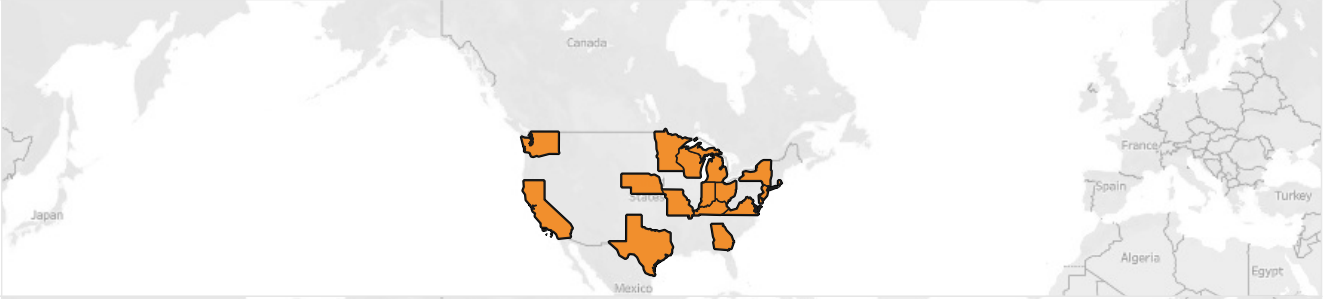 Canada
France
Spain
States
Japan
Turkey
Algeria
Egypt
Mexico